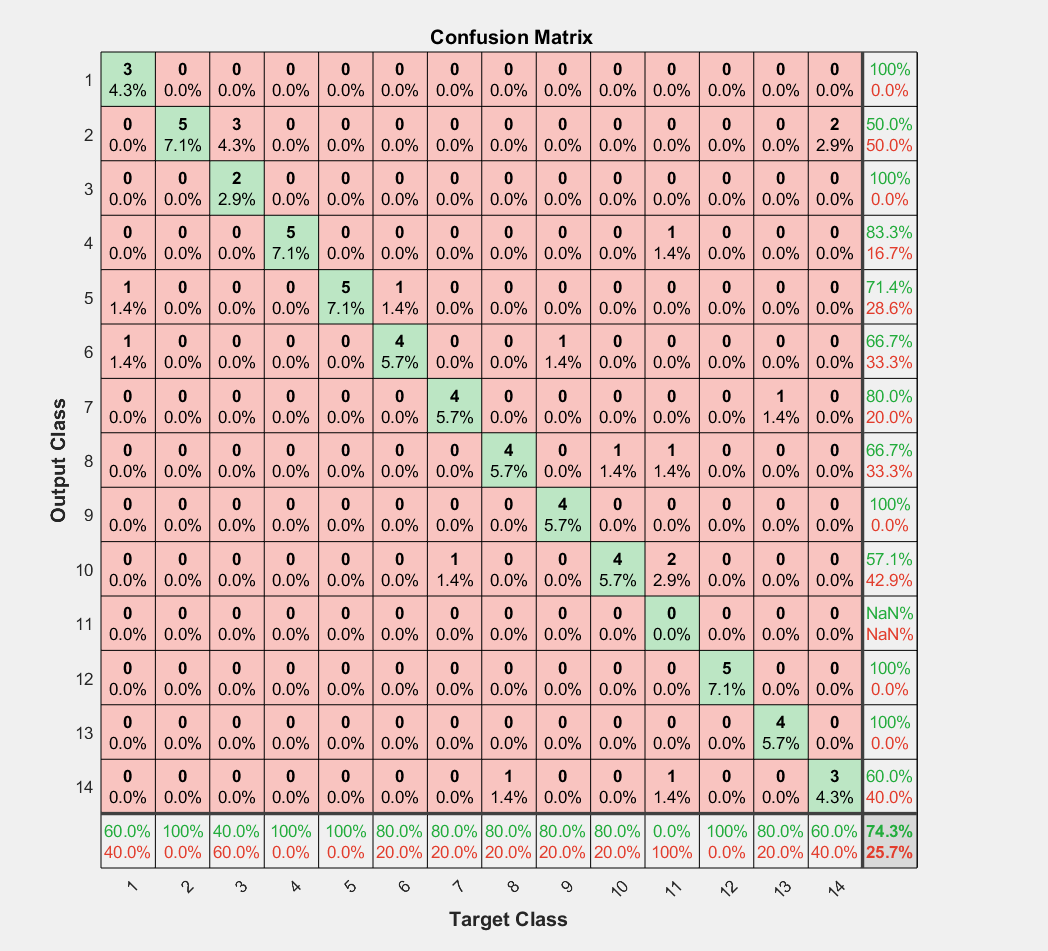 Confusion Matrix
1 3 0 0 0 0 0 0 0 0 0 0 0 0 0 100%
4.3% 0.0% 0.0% 0.0% 0.0% 0.0% 0.0% 0.0% 0.0% 0.0% 0.0% 0.0% 0.0% 0.0% 0.0%
2 0 5 3 0 0 0 0 0 0 0 0 0 0 2 50.0%
0.0% 7.1% 4.3% 0.0% 0.0% 0.0% 0.0% 0.0% 0.0% 0.0% 0.0% 0.0% 0.0% 2.9% 50.0%
3 0 0 2 0 0 0 0 0 0 0 0 0 0 0 100%
0.0% 0.0% 2.9% 0.0% 0.0% 0.0% 0.0% 0.0% 0.0% 0.0% 0.0% 0.0% 0.0% 0.0% 0.0%
4 0 0 0 5 0 0 0 0 0 0 1 0 0 0 83.3%
0.0% 0.0% 0.0% 7.1% 0.0% 0.0% 0.0% 0.0% 0.0% 0.0% 1.4% 0.0% 0.0% 0.0% 16.7%
5 1 0 0 0 5 1 0 0 0 0 0 0 0 0 71.4%
1.4% 0.0% 0.0% 0.0% 7.1% 1.4% 0.0% 0.0% 0.0% 0.0% 0.0% 0.0% 0.0% 0.0% 28.6%
6 1 0 0 0 0 4 0 0 1 0 0 0 0 0 66.7%
1.4% 0.0% 0.0% 0.0% 0.0% 5.7% 0.0% 0.0% 1.4% 0.0% 0.0% 0.0% 0.0% 0.0% 33.3%
7 0 0 0 0 0 0 4 0 0 0 0 0 1 0 80.0%
0.0% 0.0% 0.0% 0.0% 0.0% 0.0% 5.7% 0.0% 0.0% 0.0% 0.0% 0.0% 1.4% 0.0% 20.0%
8 0 0 0 0 0 0 0 4 0 1 1 0 0 0 66.7%
0.0% 0.0% 0.0% 0.0% 0.0% 0.0% 0.0% 5.7% 0.0% 1.4% 1.4% 0.0% 0.0% 0.0% 33.3%
9 0 0 0 0 0 0 0 0 4 0 0 0 0 0 100%
0.0% 0.0% 0.0% 0.0% 0.0% 0.0% 0.0% 0.0% 5.7% 0.0% 0.0% 0.0% 0.0% 0.0% 0.0%
10 0 0 0 0 0 0 1 0 0 4 2 0 0 0 57.1%
0.0% 0.0% 0.0% 0.0% 0.0% 0.0% 1.4% 0.0% 0.0% 5.7% 2.9% 0.0% 0.0% 0.0% 42.9%
11 0 0 0 0 0 0 0 0 0 0 0 0 0 0 NaN%
0.0% 0.0% 0.0% 0.0% 0.0% 0.0% 0.0% 0.0% 0.0% 0.0% 0.0% 0.0% 0.0% 0.0% NaN%
12 0 0 0 0 0 0 0 0 0 0 0 5 0 0 100%
0.0% 0.0% 0.0% 0.0% 0.0% 0.0% 0.0% 0.0% 0.0% 0.0% 0.0% 7.1% 0.0% 0.0% 0.0%
13 0 0 0 0 0 0 0 0 0 0 0 0 4 0 100%
0.0% 0.0% 0.0% 0.0% 0.0% 0.0% 0.0% 0.0% 0.0% 0.0% 0.0% 0.0% 5.7% 0.0% 0.0%
14 0 0 0 0 0 0 0 1 0 0 1 0 0 3 60.0%
0.0% 0.0% 0.0% 0.0% 0.0% 0.0% 0.0% 1.4% 0.0% 0.0% 1.4% 0.0% 0.0% 4.3% 40.0%
60.0% 100% 40.0% 100% 100% 80.0% 80.0% 80.0% 80.0% 80.0% 0.0% 100% 80.0% 60.0% 74.3%
40.0% 0.0% 60.0% 0.0% 0.0% 20.0% 20.0% 20.0% 20.0% 20.0% 100% 0.0% 20.0% 40.0% 25.7%
1 2 3 4 5 6 7 8 9 10 11 12 13 14
Target Class
Output Class